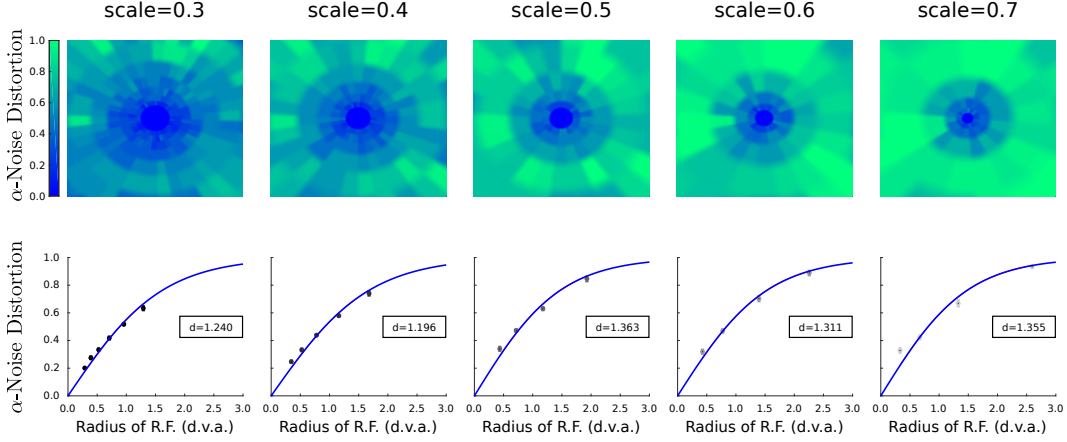 scale=0.3 scale=0.4 scale=0.5 scale=0.6 scale=0.7
α-Noise Distortion
1.0
0.8
0.6
0.4
0.2
0.0
α-Noise Distortion
1.0
0.8
0.6
0.4
0.2
0.0
d=1.240 d=1.196 d=1.363 d=1.311 d=1.355
0.0 0.5 1.0 1.5 2.0 2.5 3.0 0.0 0.5 1.0 1.5 2.0 2.5 3.0 0.0 0.5 1.0 1.5 2.0 2.5 3.0 0.0 0.5 1.0 1.5 2.0 2.5 3.0 0.0 0.5 1.0 1.5 2.0 2.5 3.0
Radius of R.F. (d.v.a.) Radius of R.F. (d.v.a.) Radius of R.F. (d.v.a.) Radius of R.F. (d.v.a.) Radius of R.F. (d.v.a.)